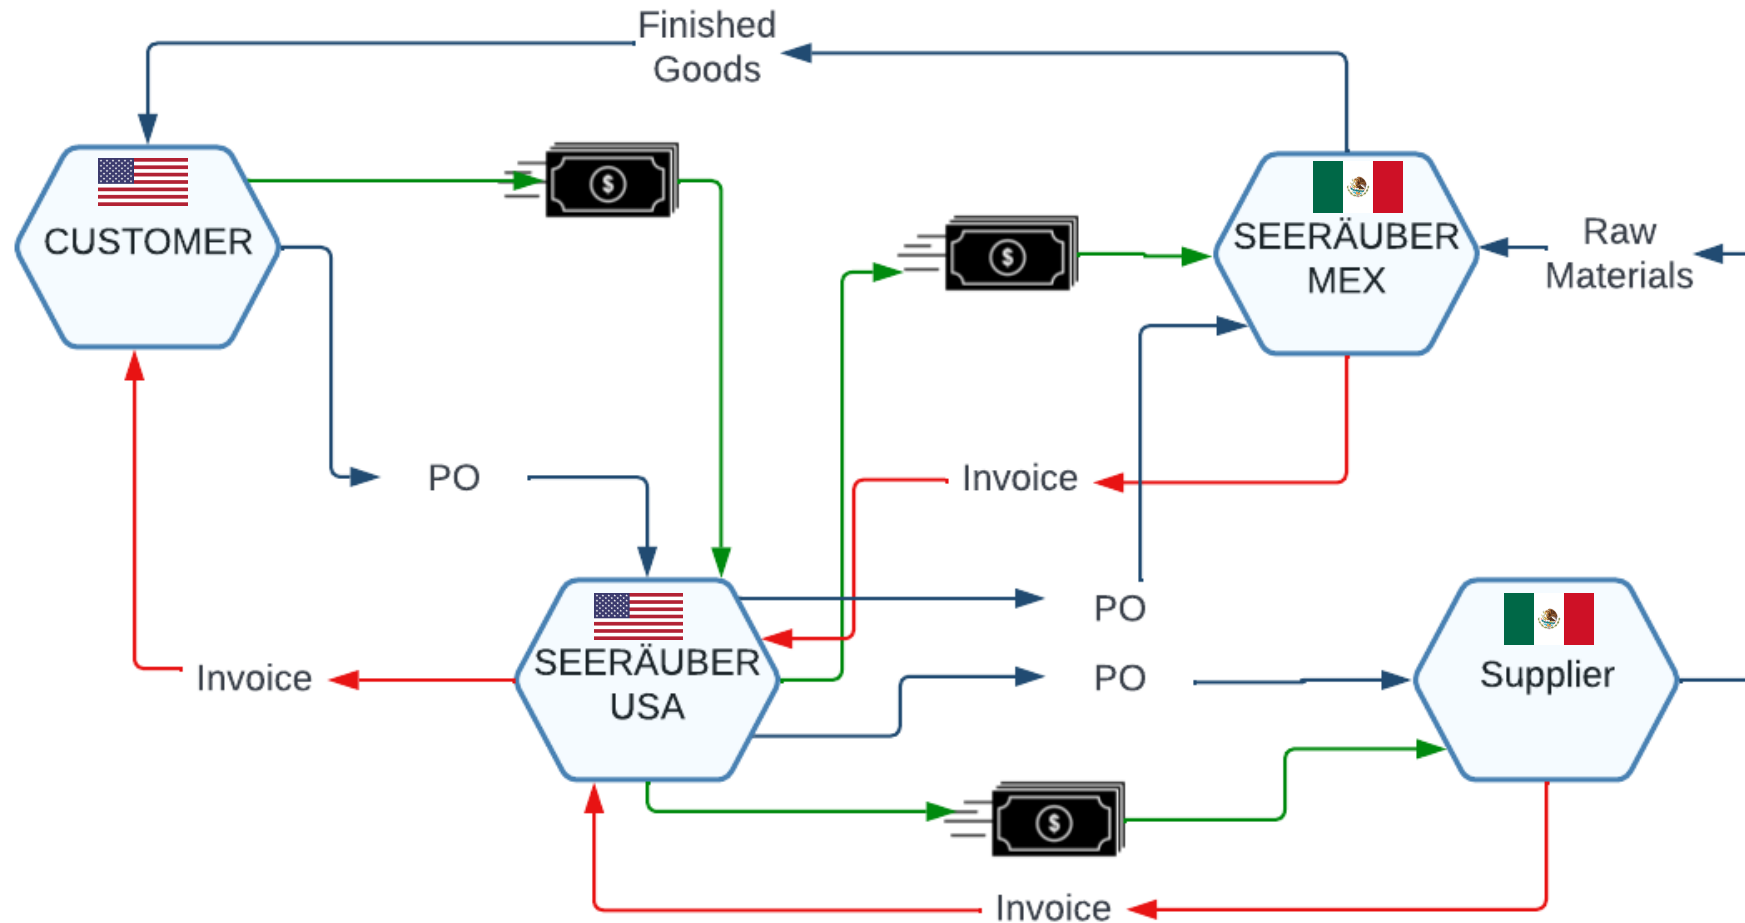 Finished
Goods
$
CUSTOMER
$
SEERÄUBER
MEX
Raw
Materials
PO
Invoice
SEERÄUBER
USA
PO
PO
Supplier
Invoice
$
Invoice